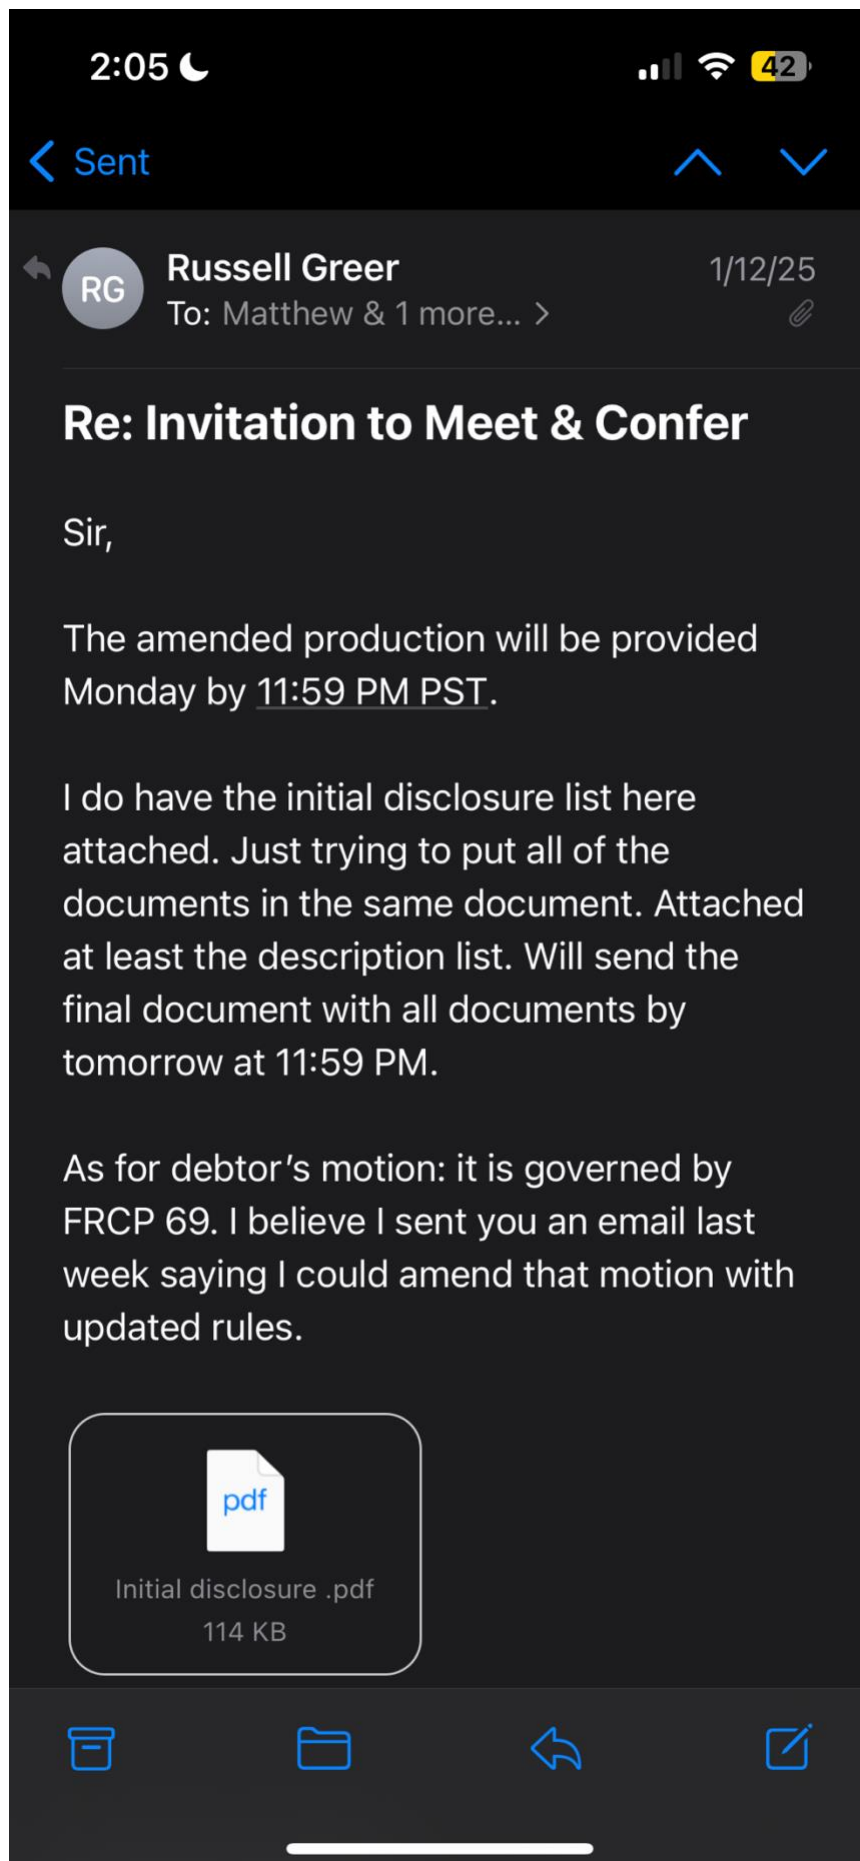 2:05
42
Sent
RG
Russell Greer
1/12/25
To: Matthew & 1 more...
Re: Invitation to Meet & Confer
Sir,
The amended production will be provided
Monday by 11:59 PM PST.
I do have the initial disclosure list here
attached. Just trying to put all of the
documents in the same document. Attached
at least the description list. Will send the
final document with all documents by
tomorrow at 11:59 PM.
As for debtor’s motion: it is governed by
FRCP 69. I believe I sent you an email last
week saying I could amend that motion with
updated rules.
pdf
Initial disclosure .pdf
114 KB